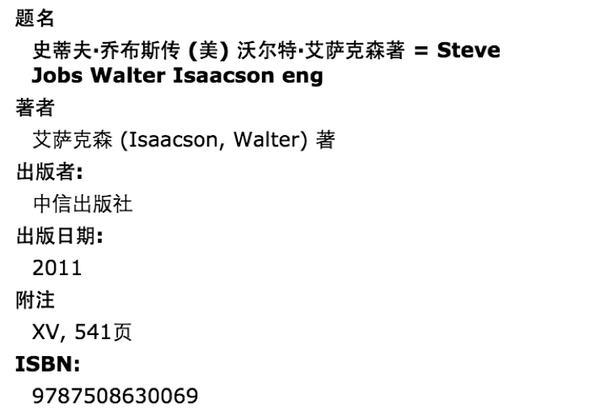 题名
史蒂夫·乔布斯传 (美) 沃尔特·艾萨克森著 = Steve
Jobs Walter Isaacson eng
著者
艾萨克森 (Isaacson, Walter) 著
出版者:
中信出版社
出版日期:
2011
附注
XV, 541页
ISBN:
9787508630069